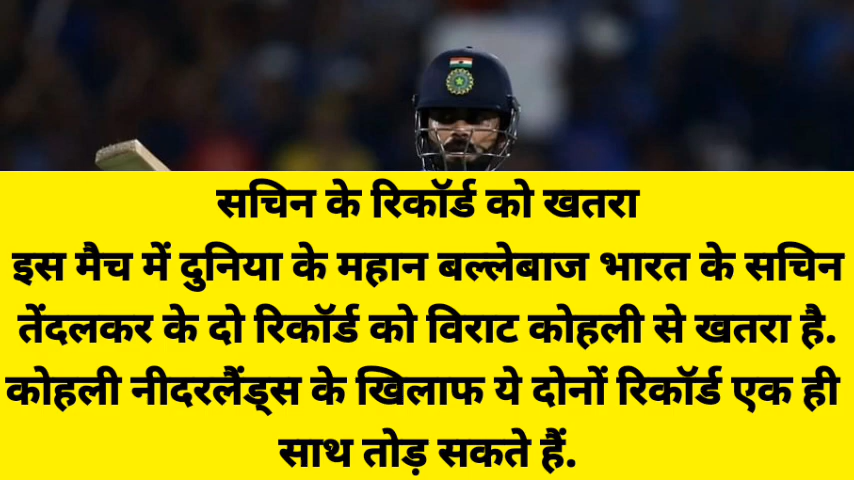 सचिन के रिकॉर्ड को खतरा
इस मैच में दुनिया के महान बल्लेबाज भारत के सचिन
तेंदलकर के दो रिकॉर्ड को विराट कोहली से खतरा है.
कोहली नीदरलैंड्स के खिलाफ ये दोनों रिकॉर्ड एक ही
साथ तोड़ सकते हैं.